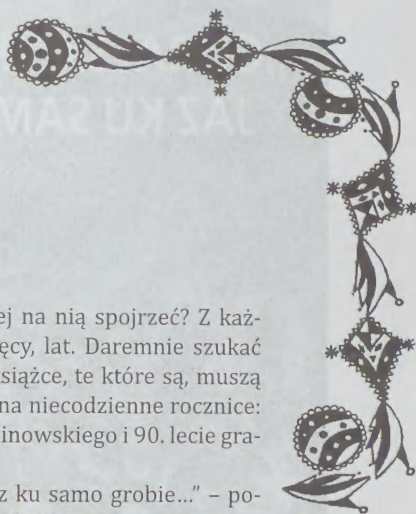 JAZ KU SAM
ej na nią spojrzeć? Z każ-
ęcy, lat. Daremnie szukać
siążce, te które są, muszą
na niecodzienne rocznice:
inowskiego i 90. lecie gra-
z ku samo grobie...” – po-